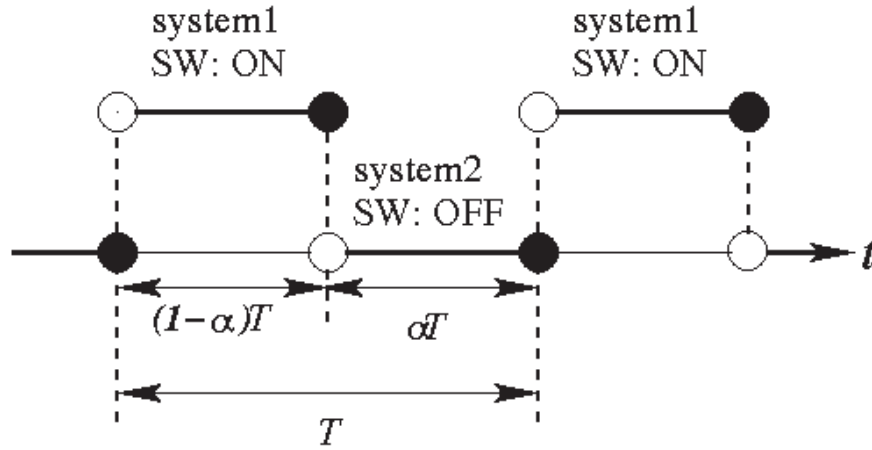 system1
SW: ON
system1
SW: ON
system2
SW: OFF
t
(1-α)T
αT
T